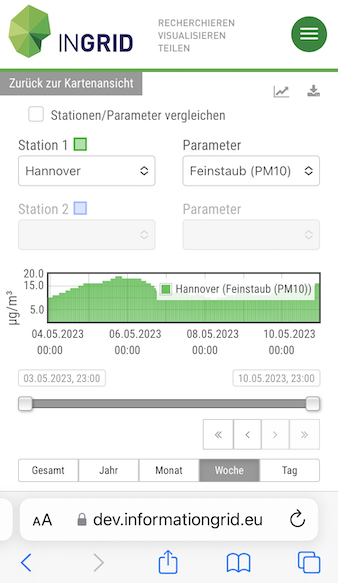 INGRID
RECHERCHIEREN
VISUALISIEREN
TEILEN
Zurück zur Kartenansicht
Stationen/Parameter vergleichen
Station 1 Parameter
Hannover Feinstaub (PM10)
Station 2 Parameter
20.0
15.0
5.0
µg/m³
Hannover (Feinstaub (PM10))
04.05.2023 06.05.2023 08.05.2023 10.05.2023
00:00 00:00 00:00 00:00
03.05.2023, 23:00 10.05.2023, 23:00
« ‹ › »
Gesamt Jahr Monat Woche Tag
AA dev.informationgrid.eu